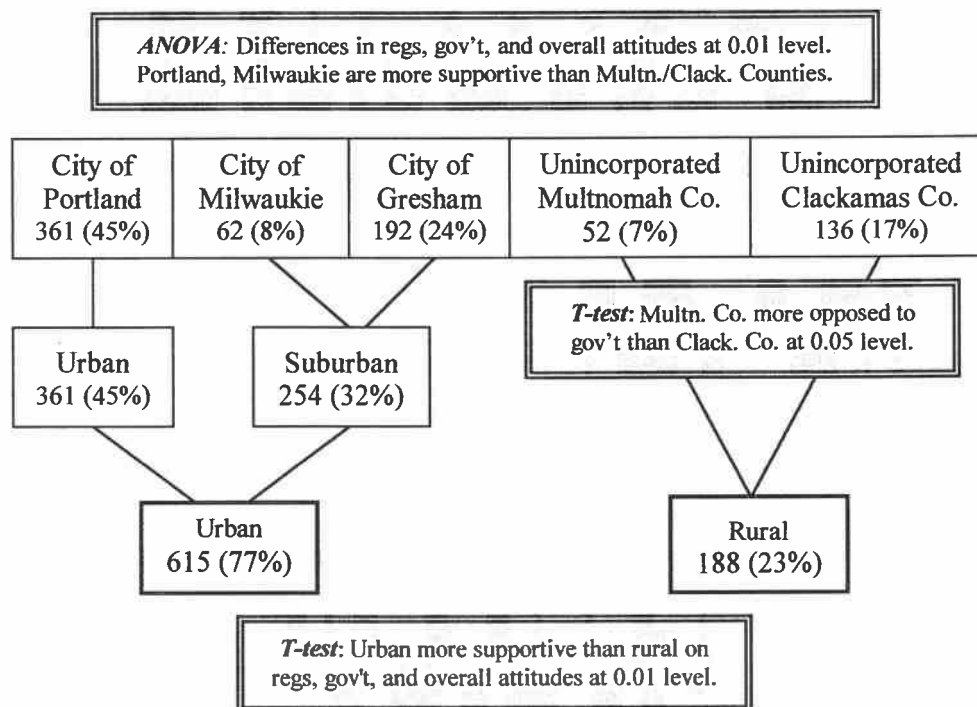 ANOVA: Differences in regs, gov't, and overall attitudes at 0.01 level.
Portland, Milwaukie are more supportive than Multn./Clack. Counties.
City of
Portland
361 (45%)
City of
Milwaukie
62 (8%)
City of
Gresham
192 (24%)
Unincorporated
Multnomah Co.
52 (7%)
Unincorporated
Clackamas Co.
136 (17%)
T-test: Multn. Co. more opposed to
gov't than Clack. Co. at 0.05 level.
Urban
361 (45%)
Suburban
254 (32%)
Urban
615 (77%)
Rural
188 (23%)
T-test: Urban more supportive than rural on
regs, gov't, and overall attitudes at 0.01 level.